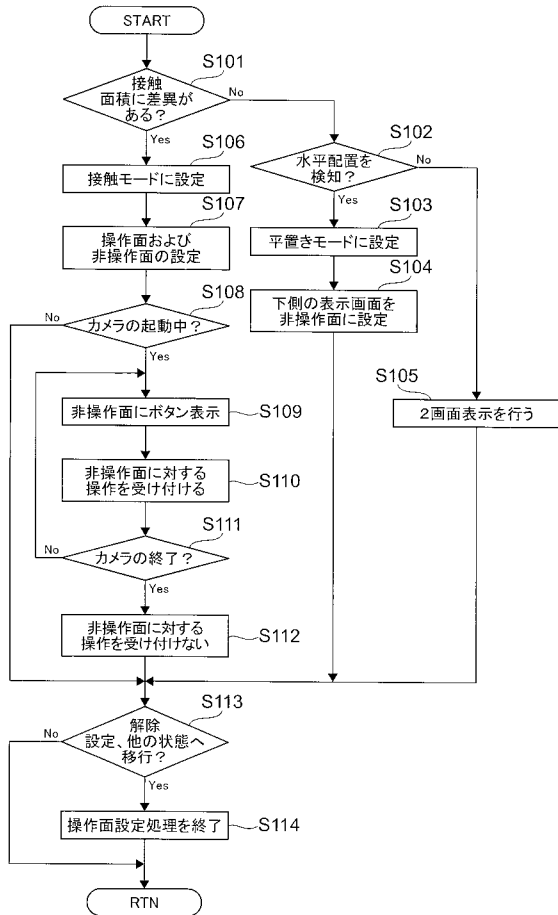 START
S101
接触
面積に差異が
ある?
No
Yes
S102
水平配置を
検知?
No
Yes
S106
接触モードに設定
S103
平置きモードに設定
S107
操作面および
非操作面の設定
S104
下側の表示画面を
非操作面に設定
S108
カメラの起動中?
No
Yes
S105
2画面表示を行う
非操作面にボタン表示
S109
非操作面に対する
操作を受け付ける
S110
S111
カメラの終了?
No
Yes
非操作面に対する
操作を受け付けない
S112
S113
解除
設定、他の状態へ
移行?
No
Yes
操作面設定処理を終了
S114
RTN